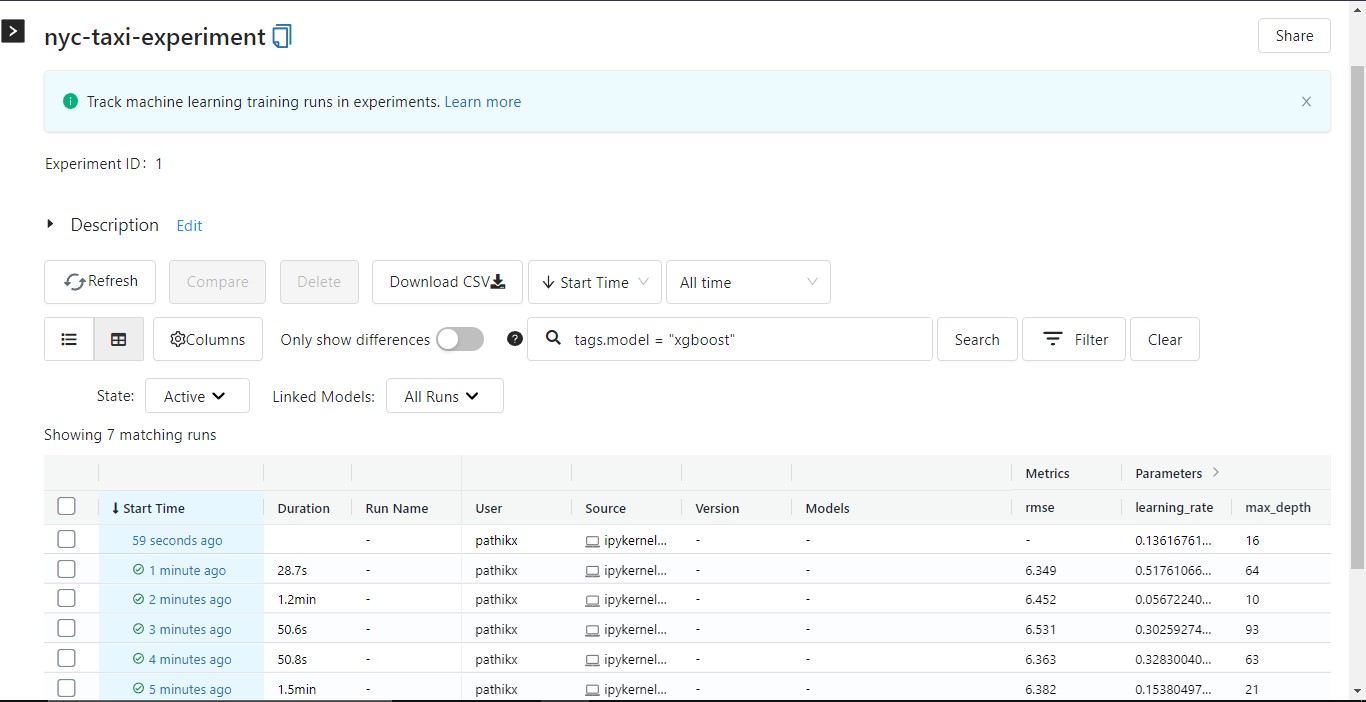 nyc-taxi-experiment
Share
Track machine learning training runs in experiments. Learn more
Experiment ID: 1
Description Edit
Refresh Compare Delete Download CSV Start Time All time
Columns Only show differences tags.model = "xgboost" Search Filter Clear
State: Active Linked Models: All Runs
Showing 7 matching runs
Metrics Parameters
Start Time Duration Run Name User Source Version Models rmse learning_rate max_depth
59 seconds ago - pathikx ipykernel... - - - 0.13616761... 16
1 minute ago 28.7s - pathikx ipykernel... - - 6.349 0.51761066... 64
2 minutes ago 1.2min - pathikx ipykernel... - - 6.452 0.05672240... 10
3 minutes ago 50.6s - pathikx ipykernel... - - 6.531 0.30259274... 93
4 minutes ago 50.8s - pathikx ipykernel... - - 6.363 0.32830040... 63
5 minutes ago 1.5min - pathikx ipykernel... - - 6.382 0.15380497... 21